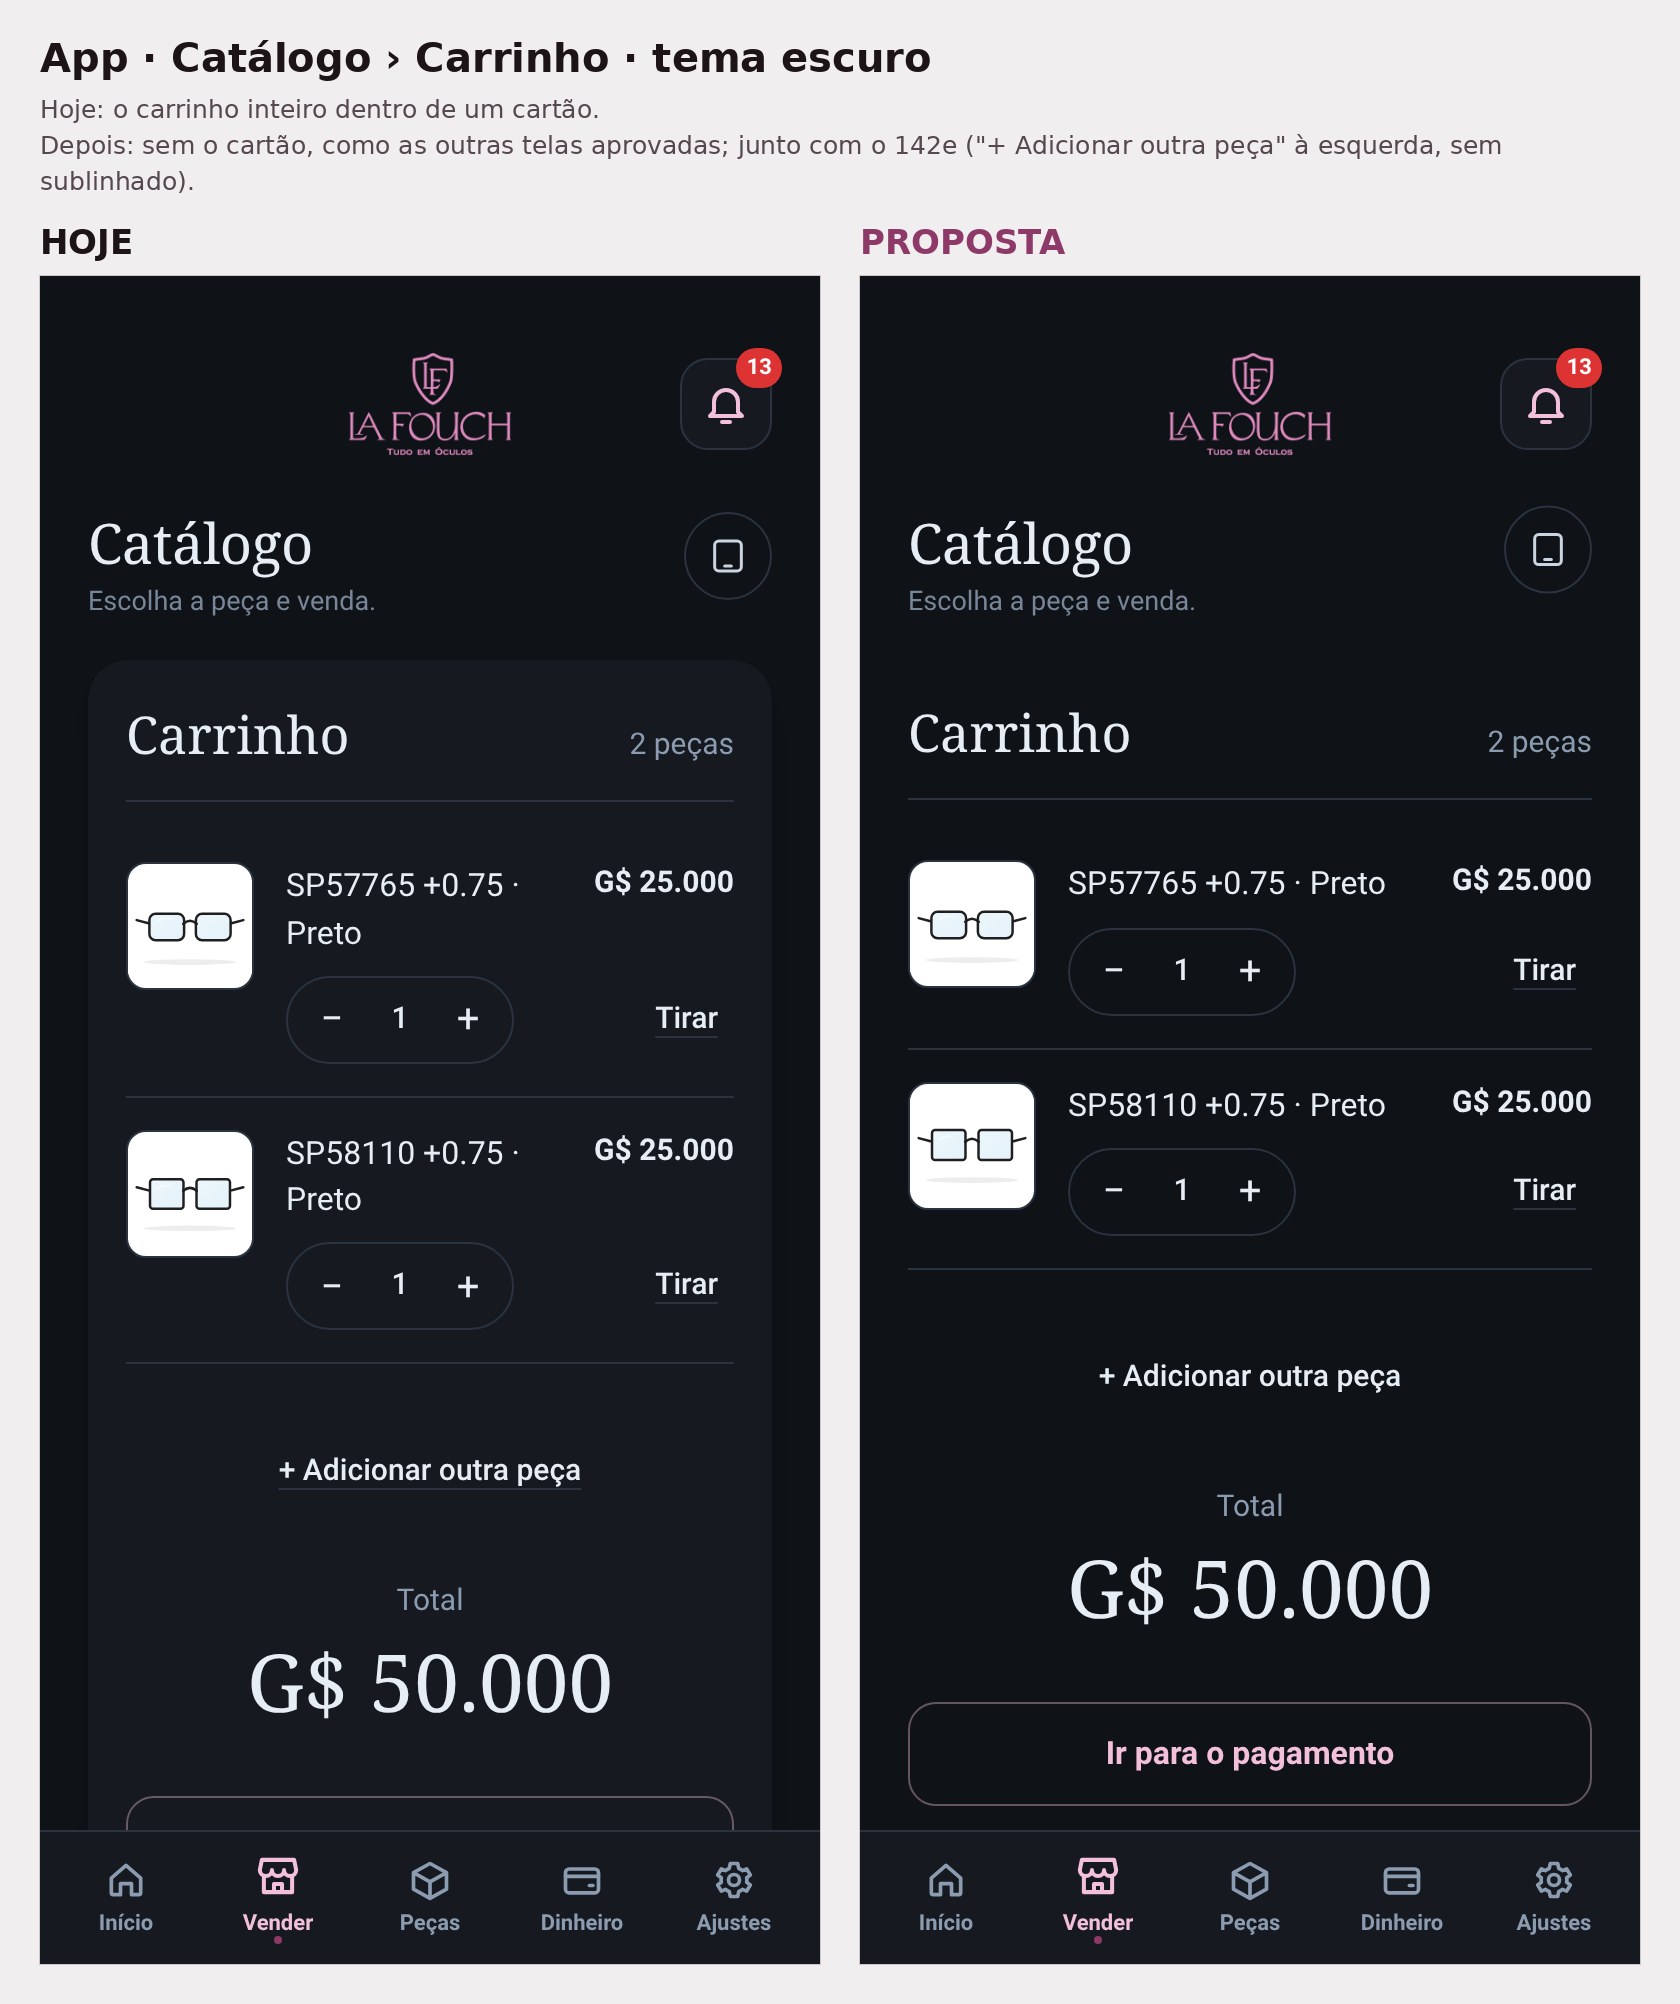 App · Catálogo › Carrinho · tema escuro
Hoje: o carrinho inteiro dentro de um cartão.
Depois: sem o cartão, como as outras telas aprovadas; junto com o 142e ("+ Adicionar outra peça" à esquerda, sem
sublinhado).
HOJE
LF
LA FOUCH
TUDO EM ÓCULOS
13
Catálogo
Escolha a peça e venda.
Carrinho
2 peças
SP57765 +0.75 ·
Preto
G$ 25.000
− 1 +
Tirar
SP58110 +0.75 ·
Preto
G$ 25.000
− 1 +
Tirar
+ Adicionar outra peça
Total
G$ 50.000
Início
Vender
Peças
Dinheiro
Ajustes
PROPOSTA
LF
LA FOUCH
TUDO EM ÓCULOS
13
Catálogo
Escolha a peça e venda.
Carrinho
2 peças
SP57765 +0.75 · Preto
G$ 25.000
− 1 +
Tirar
SP58110 +0.75 · Preto
G$ 25.000
− 1 +
Tirar
+ Adicionar outra peça
Total
G$ 50.000
Ir para o pagamento
Início
Vender
Peças
Dinheiro
Ajustes